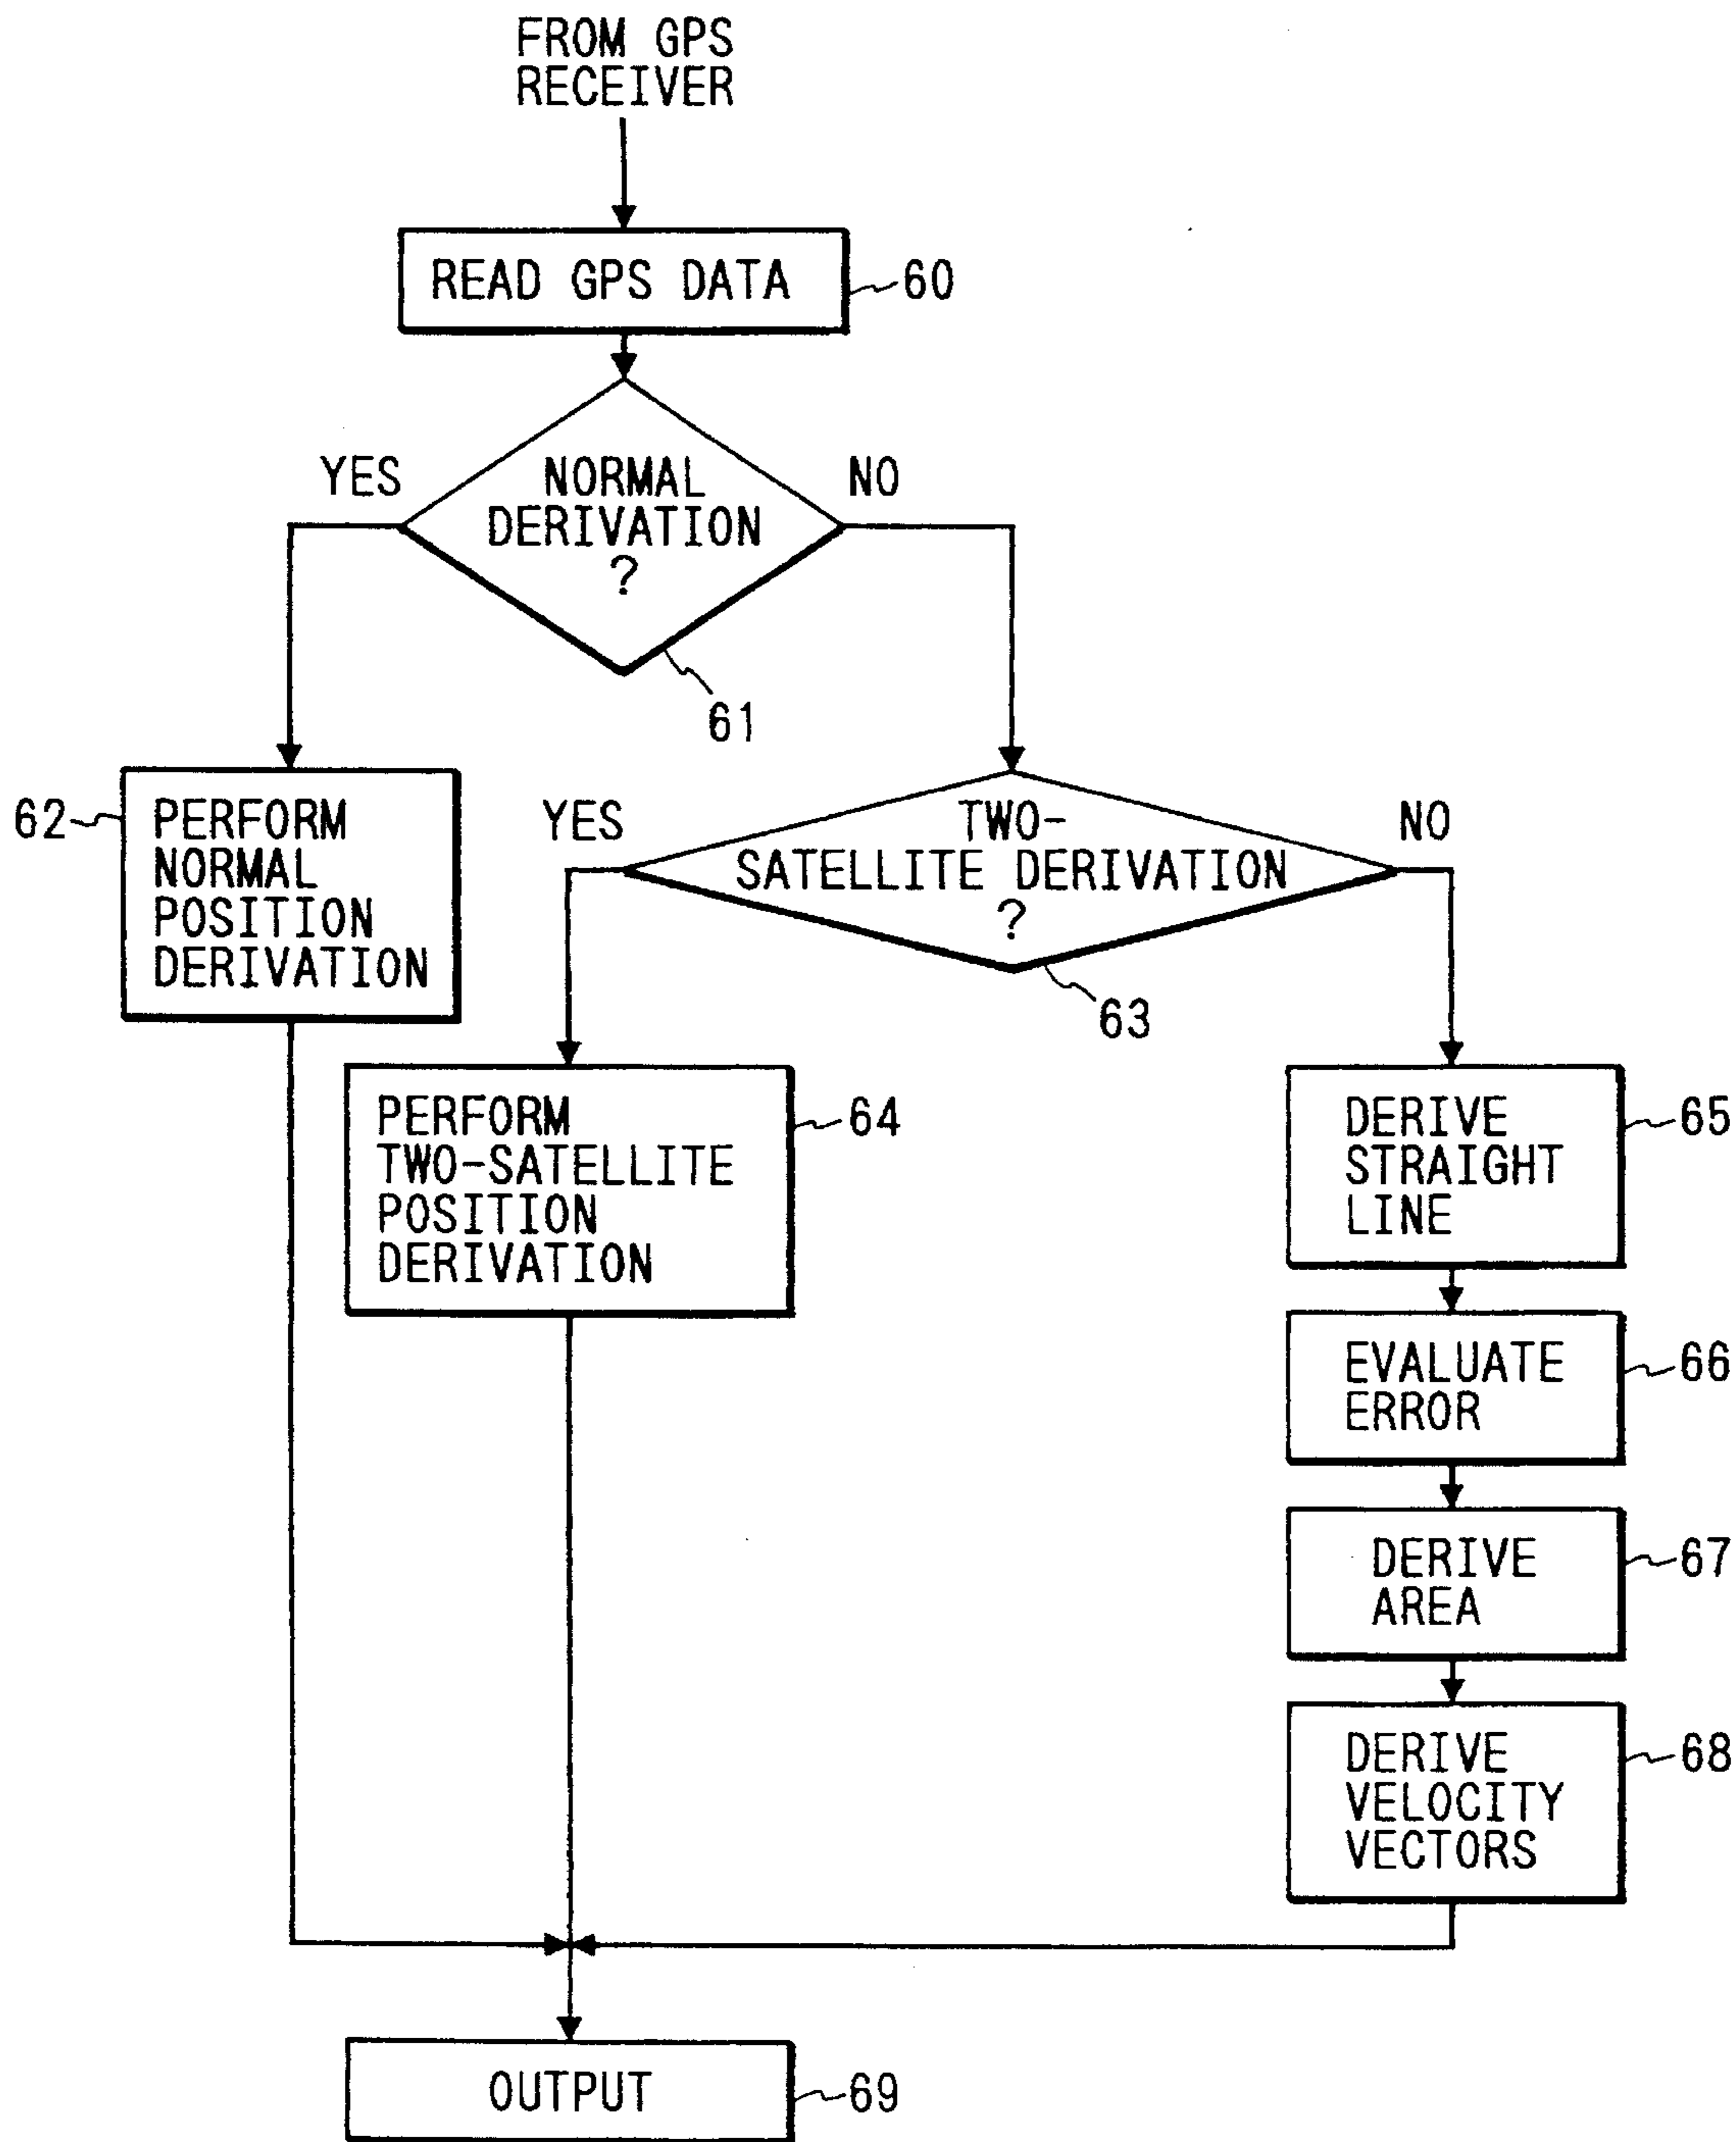 FROM GPS
RECEIVER
READ GPS DATA
60
YES
NORMAL
DERIVATION
?
NO
61
62
PERFORM
NORMAL
POSITION
DERIVATION
YES
TWO-
SATELLITE DERIVATION
?
NO
63
PERFORM
TWO-SATELLITE
POSITION
DERIVATION
64
DERIVE
STRAIGHT
LINE
65
EVALUATE
ERROR
66
DERIVE
AREA
67
DERIVE
VELOCITY
VECTORS
68
OUTPUT
69